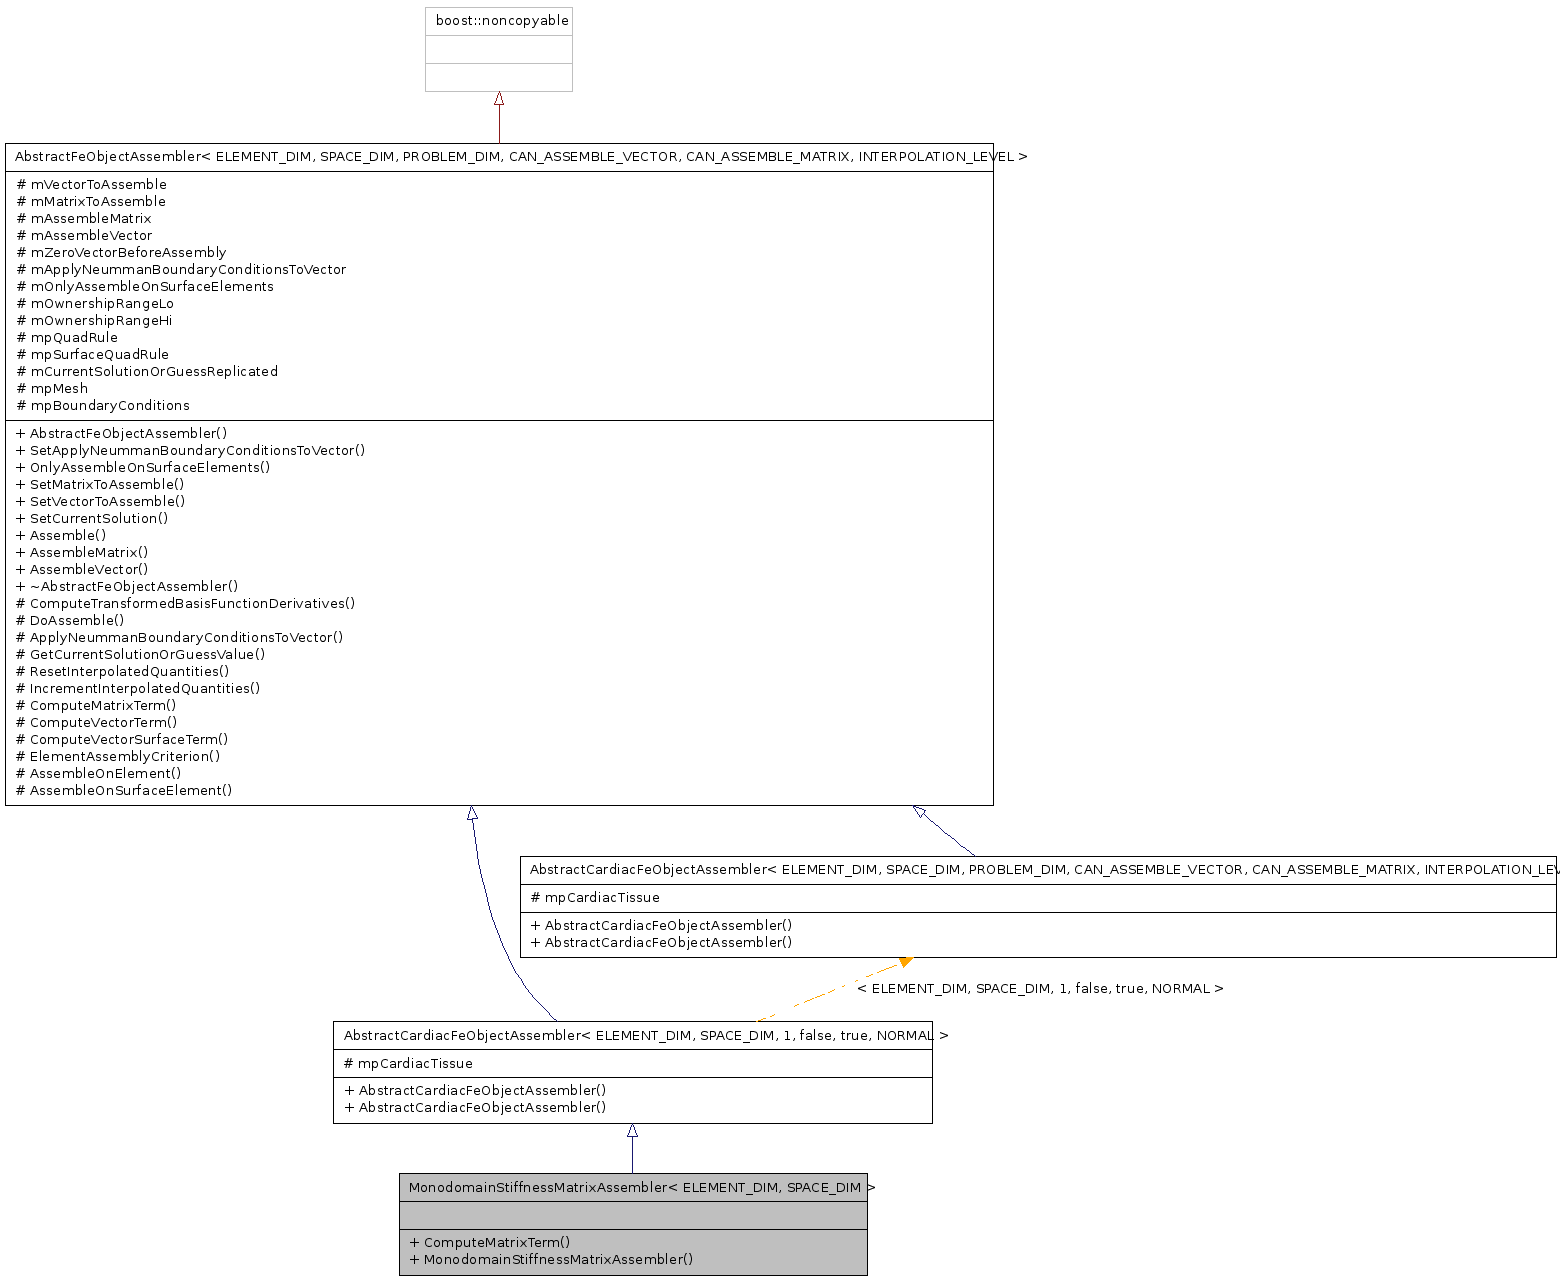 boost::noncopyable
AbstractFeObjectAssembler< ELEMENT_DIM, SPACE_DIM, PROBLEM_DIM, CAN_ASSEMBLE_VECTOR, CAN_ASSEMBLE_MATRIX, INTERPOLATION_LEVEL >
# mVectorToAssemble
# mMatrixToAssemble
# mAssembleMatrix
# mAssembleVector
# mZeroVectorBeforeAssembly
# mApplyNeummanBoundaryConditionsToVector
# mOnlyAssembleOnSurfaceElements
# mOwnershipRangeLo
# mOwnershipRangeHi
# mpQuadRule
# mpSurfaceQuadRule
# mCurrentSolutionOrGuessReplicated
# mpMesh
# mpBoundaryConditions
+ AbstractFeObjectAssembler()
+ SetApplyNeummanBoundaryConditionsToVector()
+ OnlyAssembleOnSurfaceElements()
+ SetMatrixToAssemble()
+ SetVectorToAssemble()
+ SetCurrentSolution()
+ Assemble()
+ AssembleMatrix()
+ AssembleVector()
+ ~AbstractFeObjectAssembler()
# ComputeTransformedBasisFunctionDerivatives()
# DoAssemble()
# ApplyNeummanBoundaryConditionsToVector()
# GetCurrentSolutionOrGuessValue()
# ResetInterpolatedQuantities()
# IncrementInterpolatedQuantities()
# ComputeMatrixTerm()
# ComputeVectorTerm()
# ComputeVectorSurfaceTerm()
# ElementAssemblyCriterion()
# AssembleOnElement()
# AssembleOnSurfaceElement()
AbstractCardiacFeObjectAssembler< ELEMENT_DIM, SPACE_DIM, PROBLEM_DIM, CAN_ASSEMBLE_VECTOR, CAN_ASSEMBLE_MATRIX,
# mpCardiacTissue
+ AbstractCardiacFeObjectAssembler()
+ AbstractCardiacFeObjectAssembler()
< ELEMENT_DIM, SPACE_DIM, 1, false, true, NORMAL >
AbstractCardiacFeObjectAssembler< ELEMENT_DIM, SPACE_DIM, 1, false, true, NORMAL >
# mpCardiacTissue
+ AbstractCardiacFeObjectAssembler()
+ AbstractCardiacFeObjectAssembler()
MonodomainStiffnessMatrixAssembler< ELEMENT_DIM, SPACE_DIM >
+ ComputeMatrixTerm()
+ MonodomainStiffnessMatrixAssembler()